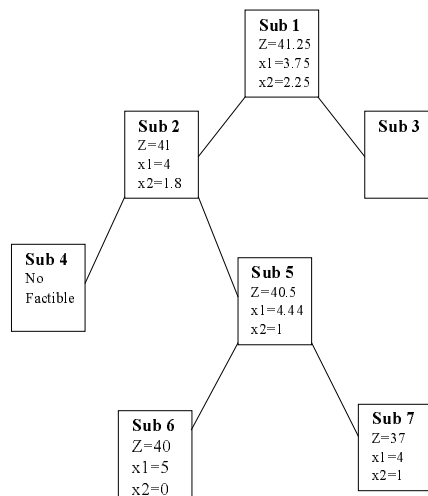 Sub 1
Z=41.25
x1=3.75
x2=2.25
Sub 2
Z=41
x1=4
x2=1.8
Sub 3
Sub 4
No
Factible
Sub 5
Z=40.5
x1=4.44
x2=1
Sub 6
Z=40
x1=5
x2=0
Sub 7
Z=37
x1=4
x2=1